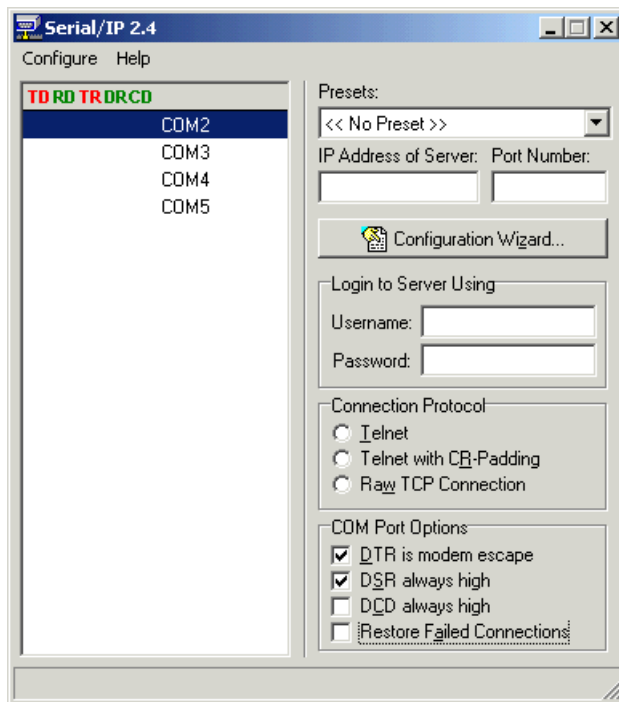 Serial/IP 2.4
Configure Help
TD RD TR DR CD
COM2
COM3
COM4
COM5
Presets:
<< No Preset >>
IP Address of Server: Port Number:
Configuration Wizard...
Login to Server Using
Username:
Password:
Connection Protocol
Telnet
Telnet with CR-Padding
Raw TCP Connection
COM Port Options
DTR is modem escape
DSR always high
DCD always high
Restore Failed Connections